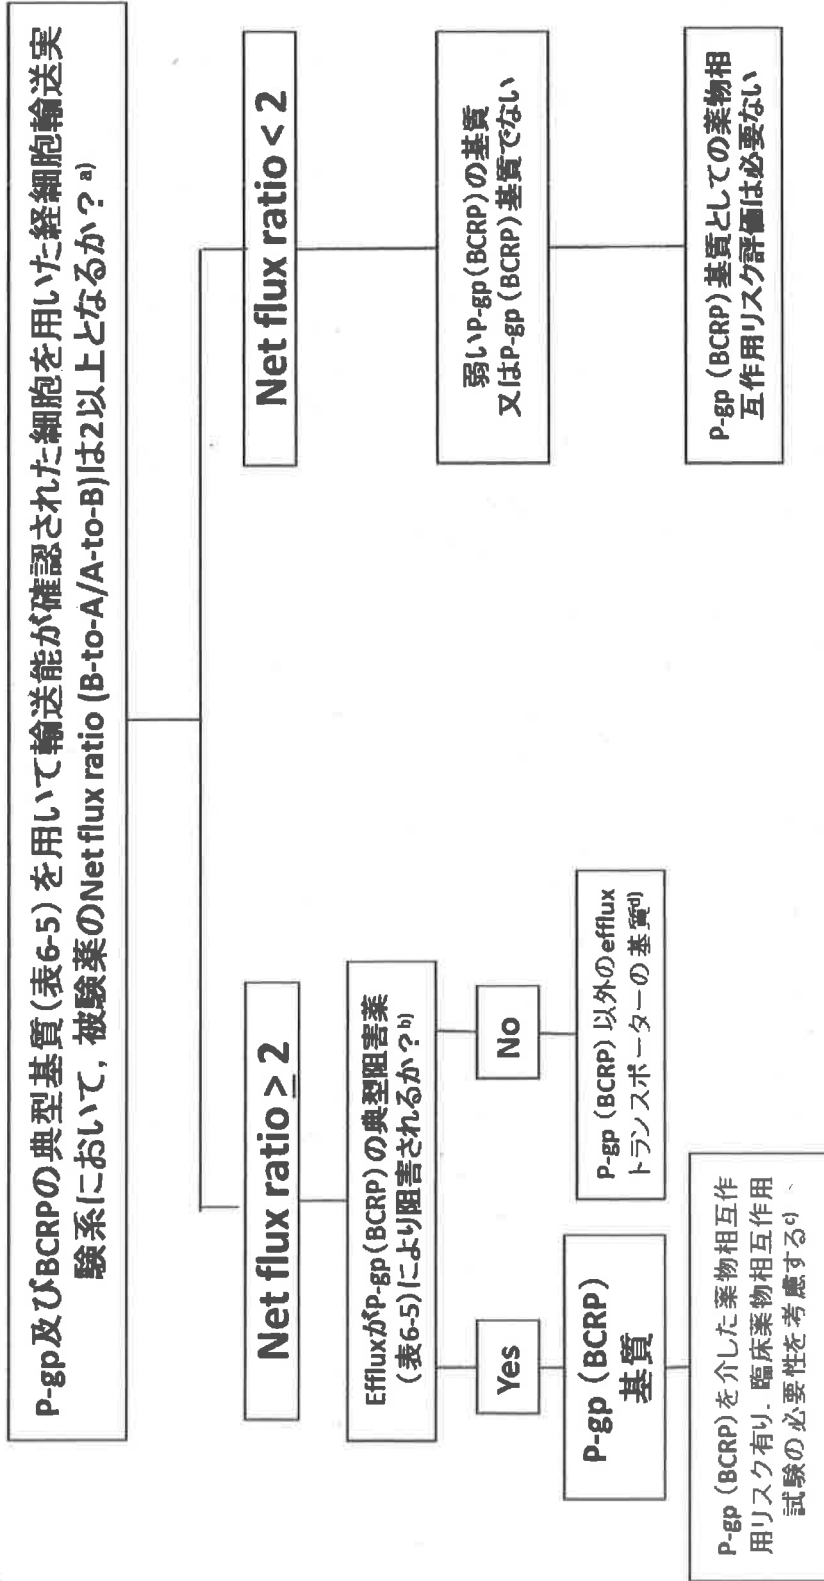 P-gp及びBCRPの典型基質(表6-5)を用いて輸送能が確認された細胞を用いた経細胞輸送実
験系において, 被験薬のNet flux ratio (B-to-A/A-to-B)は2以上となるか? a)
Net flux ratio ≥ 2
Net flux ratio < 2
EffluxがP-gp(BCRP)の典型阻害薬
(表6-5)により阻害されるか? b)
弱いP-gp(BCRP)の基質
又はP-gp(BCRP)基質でない
Yes
No
P-gp (BCRP)
基質
P-gp (BCRP) 以外のefflux
トランスポーターの基質d)
P-gp (BCRP) 基質としての薬物相
互作用リスク評価は必要ない
P-gp (BCRP)を介した薬物相互作
用リスク有り. 臨床薬物相互作用
試験の必要性を考慮するc)